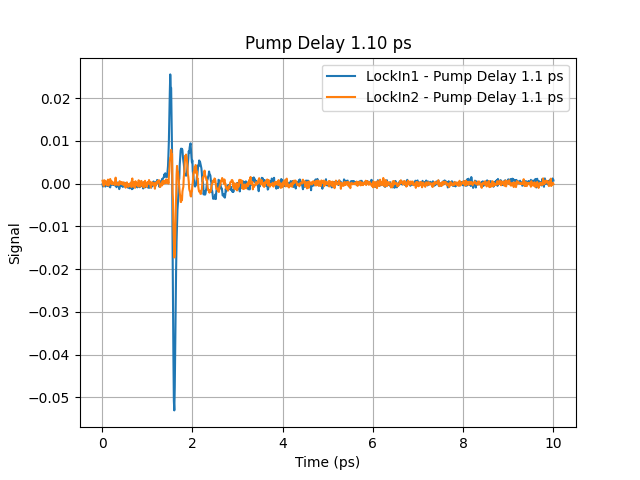 Pump Delay 1.10 ps
LockIn1 - Pump Delay 1.1 ps
LockIn2 - Pump Delay 1.1 ps
0.02
0.01
0.00
−0.01
−0.02
−0.03
−0.04
−0.05
Signal
0 2 4 6 8 10
Time (ps)